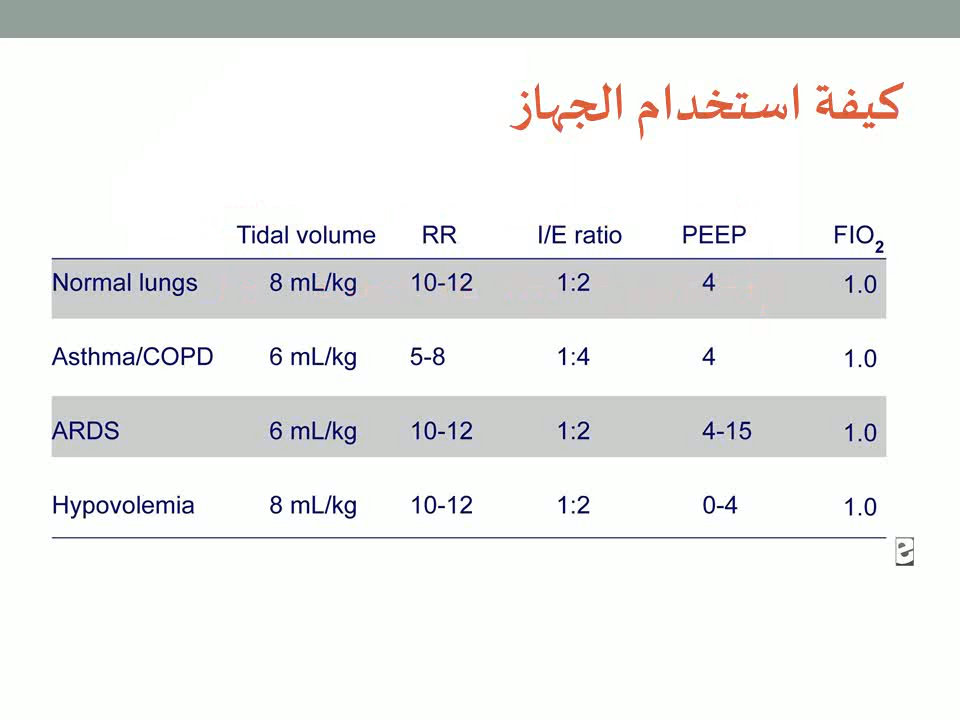 كيفة استخدام الجهاز
Tidal volume RR I/E ratio PEEP FIO2
Normal lungs 8 mL/kg 10-12 1:2 4 1.0
Asthma/COPD 6 mL/kg 5-8 1:4 4 1.0
ARDS 6 mL/kg 10-12 1:2 4-15 1.0
Hypovolemia 8 mL/kg 10-12 1:2 0-4 1.0
e